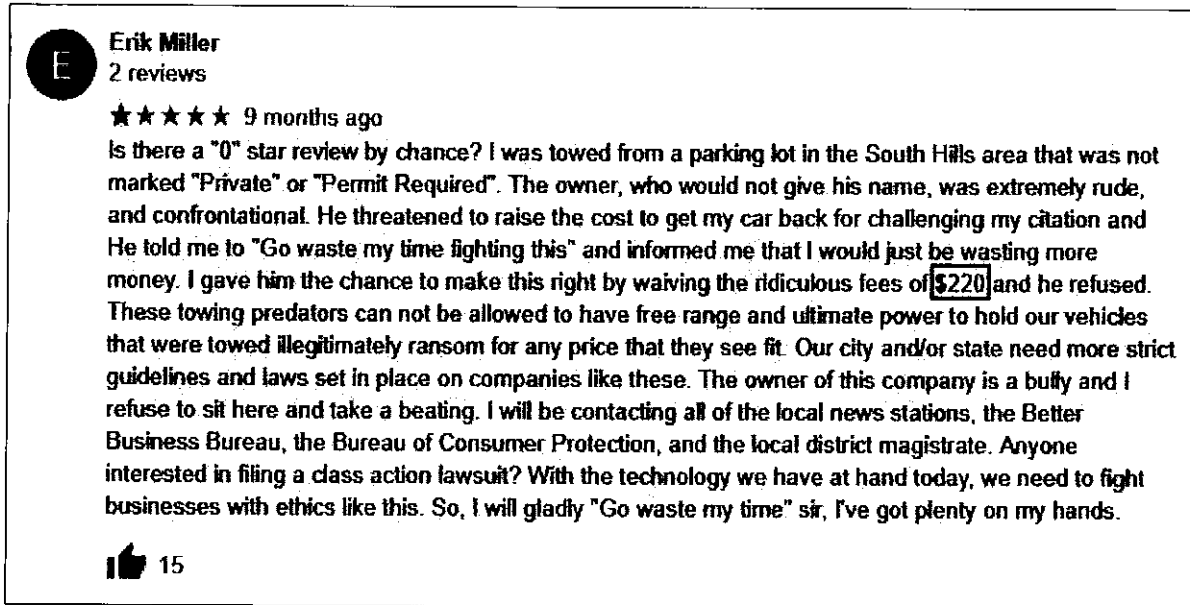 E
Erik Miller
2 reviews
★★★★★ 9 months ago
Is there a "0" star review by chance? I was towed from a parking lot in the South Hills area that was not
marked "Private" or "Permit Required". The owner, who would not give his name, was extremely rude,
and confrontational. He threatened to raise the cost to get my car back for challenging my citation and
He told me to "Go waste my time fighting this" and informed me that I would just be wasting more
money. I gave him the chance to make this right by waiving the ridiculous fees of $220 and he refused.
These towing predators can not be allowed to have free range and ultimate power to hold our vehicles
that were towed illegitimately ransom for any price that they see fit. Our city and/or state need more strict
guidelines and laws set in place on companies like these. The owner of this company is a bully and I
refuse to sit here and take a beating. I will be contacting all of the local news stations, the Better
Business Bureau, the Bureau of Consumer Protection, and the local district magistrate. Anyone
interested in filing a class action lawsuit? With the technology we have at hand today, we need to fight
businesses with ethics like this. So, I will gladly "Go waste my time" sir, I've got plenty on my hands.
15